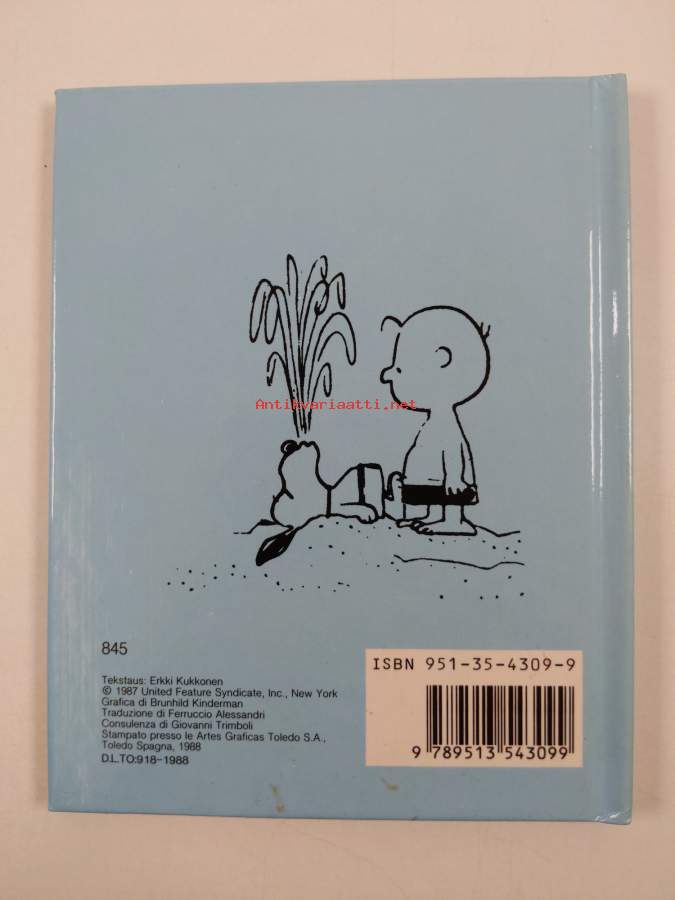 Antikvariaatti.net
845
Tekstaus: Erkki Kukkonen
© 1987 United Feature Syndicate, Inc., New York
Grafica di Brunhild Kinderman
Traduzione di Ferruccio Alessandri
Consulenza di Giovanni Trimboli
Stampato presso le Artes Graficas Toledo S.A.,
Toledo Spagna, 1988
D.L.TO:918-1988
ISBN 951-35-4309-9
9 789513 543099